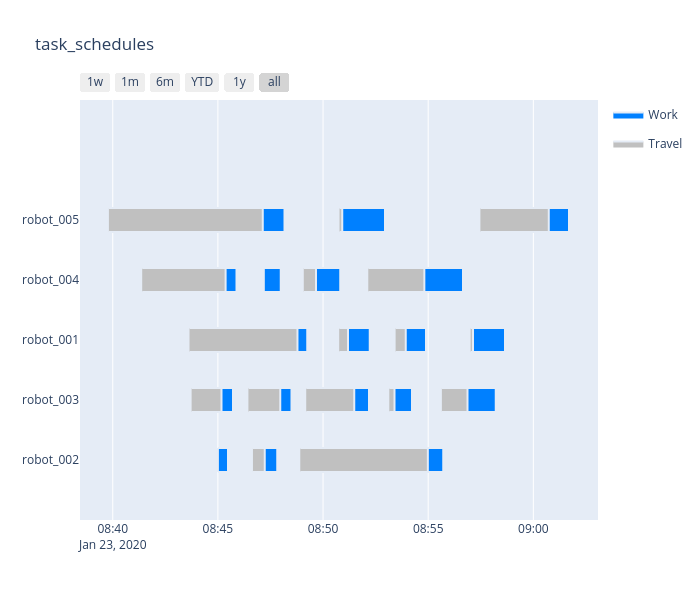 task_schedules
1w 1m 6m YTD 1y all
Work
Travel
robot_005
robot_004
robot_001
robot_003
robot_002
08:40 08:45 08:50 08:55 09:00
Jan 23, 2020